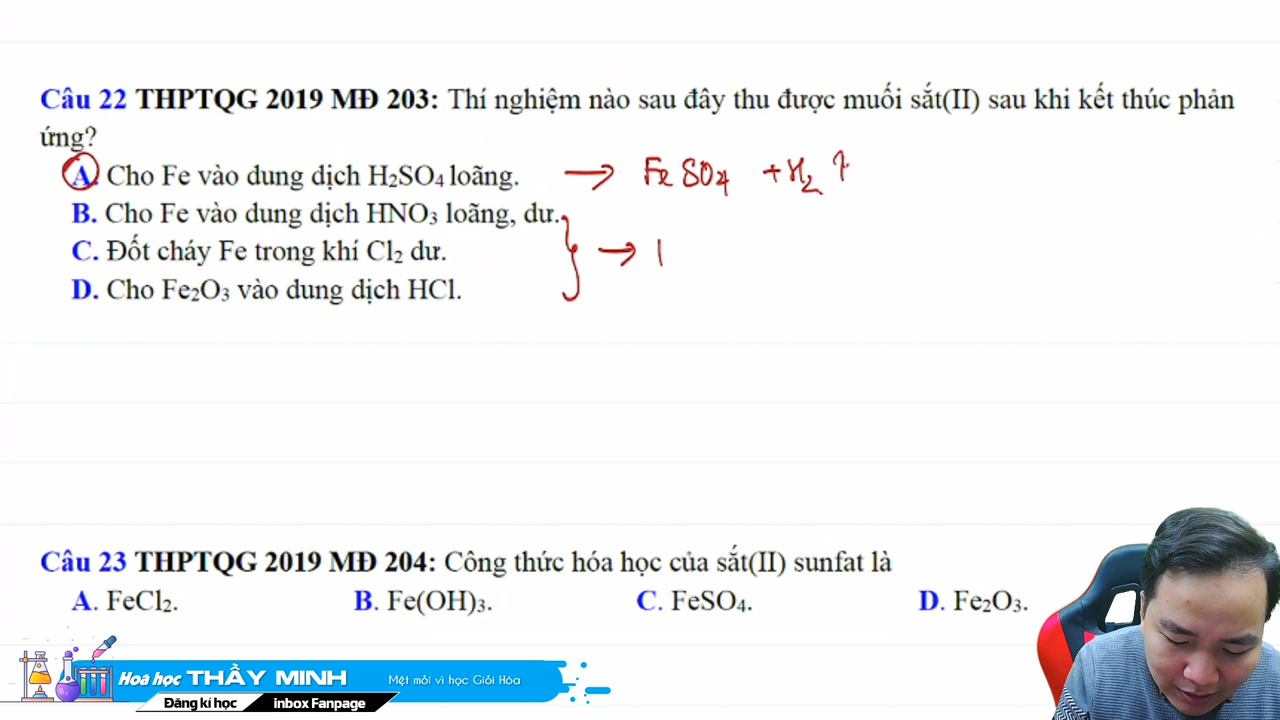 Câu 22 THPTQG 2019 MĐ 203: Thí nghiệm nào sau đây thu được muối sắt(II) sau khi kết thúc phản
ứng?
A. Cho Fe vào dung dịch H₂SO₄ loãng. → FeSO₄ + H₂ ↑
B. Cho Fe vào dung dịch HNO₃ loãng, dư.
C. Đốt cháy Fe trong khí Cl₂ dư. →
D. Cho Fe₂O₃ vào dung dịch HCl.
Câu 23 THPTQG 2019 MĐ 204: Công thức hóa học của sắt(II) sunfat là
A. FeCl₂. B. Fe(OH)₃. C. FeSO₄. D. Fe₂O₃.
Hoa học THẦY MINH
Mệt mỏi vì học Giỏi Hóa
Đăng kí học inbox Fanpage